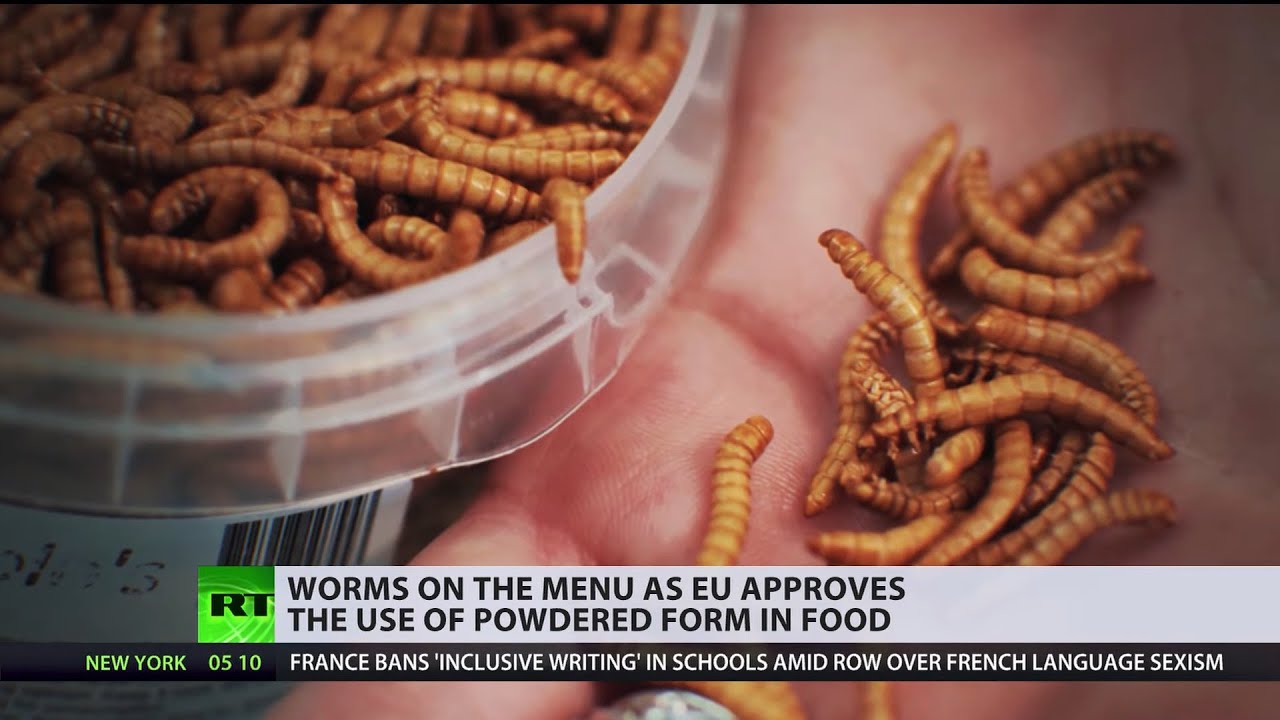 RT
WORMS ON THE MENU AS EU APPROVES
THE USE OF POWDERED FORM IN FOOD
NEW YORK 05 10 FRANCE BANS 'INCLUSIVE WRITING' IN SCHOOLS AMID ROW OVER FRENCH LANGUAGE SEXISM